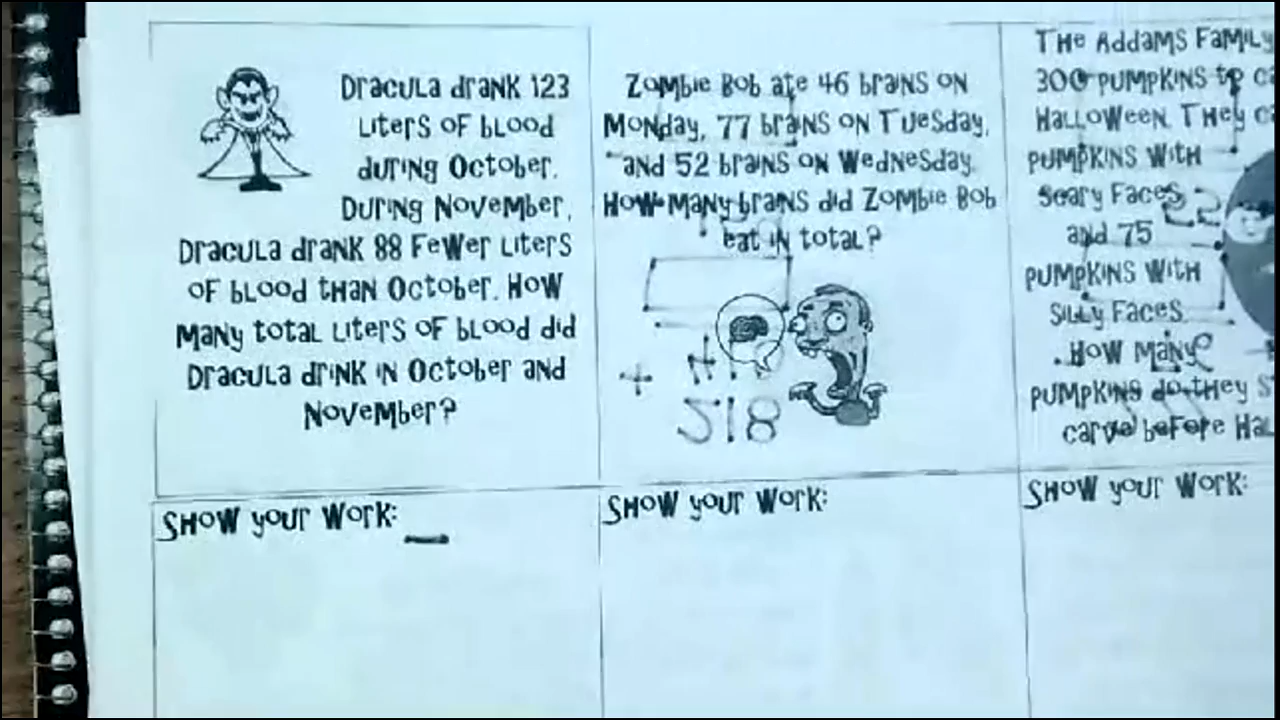 Dracula drank 123
Liters of blood
during October.
During November,
Dracula drank 88 fewer liters
of blood than October. How
many total liters of blood did
Dracula drink in October and
November?
Show your work:
Zombie Bob ate 46 brains on
Monday, 77 brains on Tuesday,
and 52 brains on Wednesday.
How many brains did Zombie Bob
eat in total?
+
218
Show your work:
The Addams Family
300 pumpkins to
Halloween. They
pumpkins with
scary faces
and 75
pumpkins with
silly faces.
How many
pumpkins do they
carve before
Show your work: